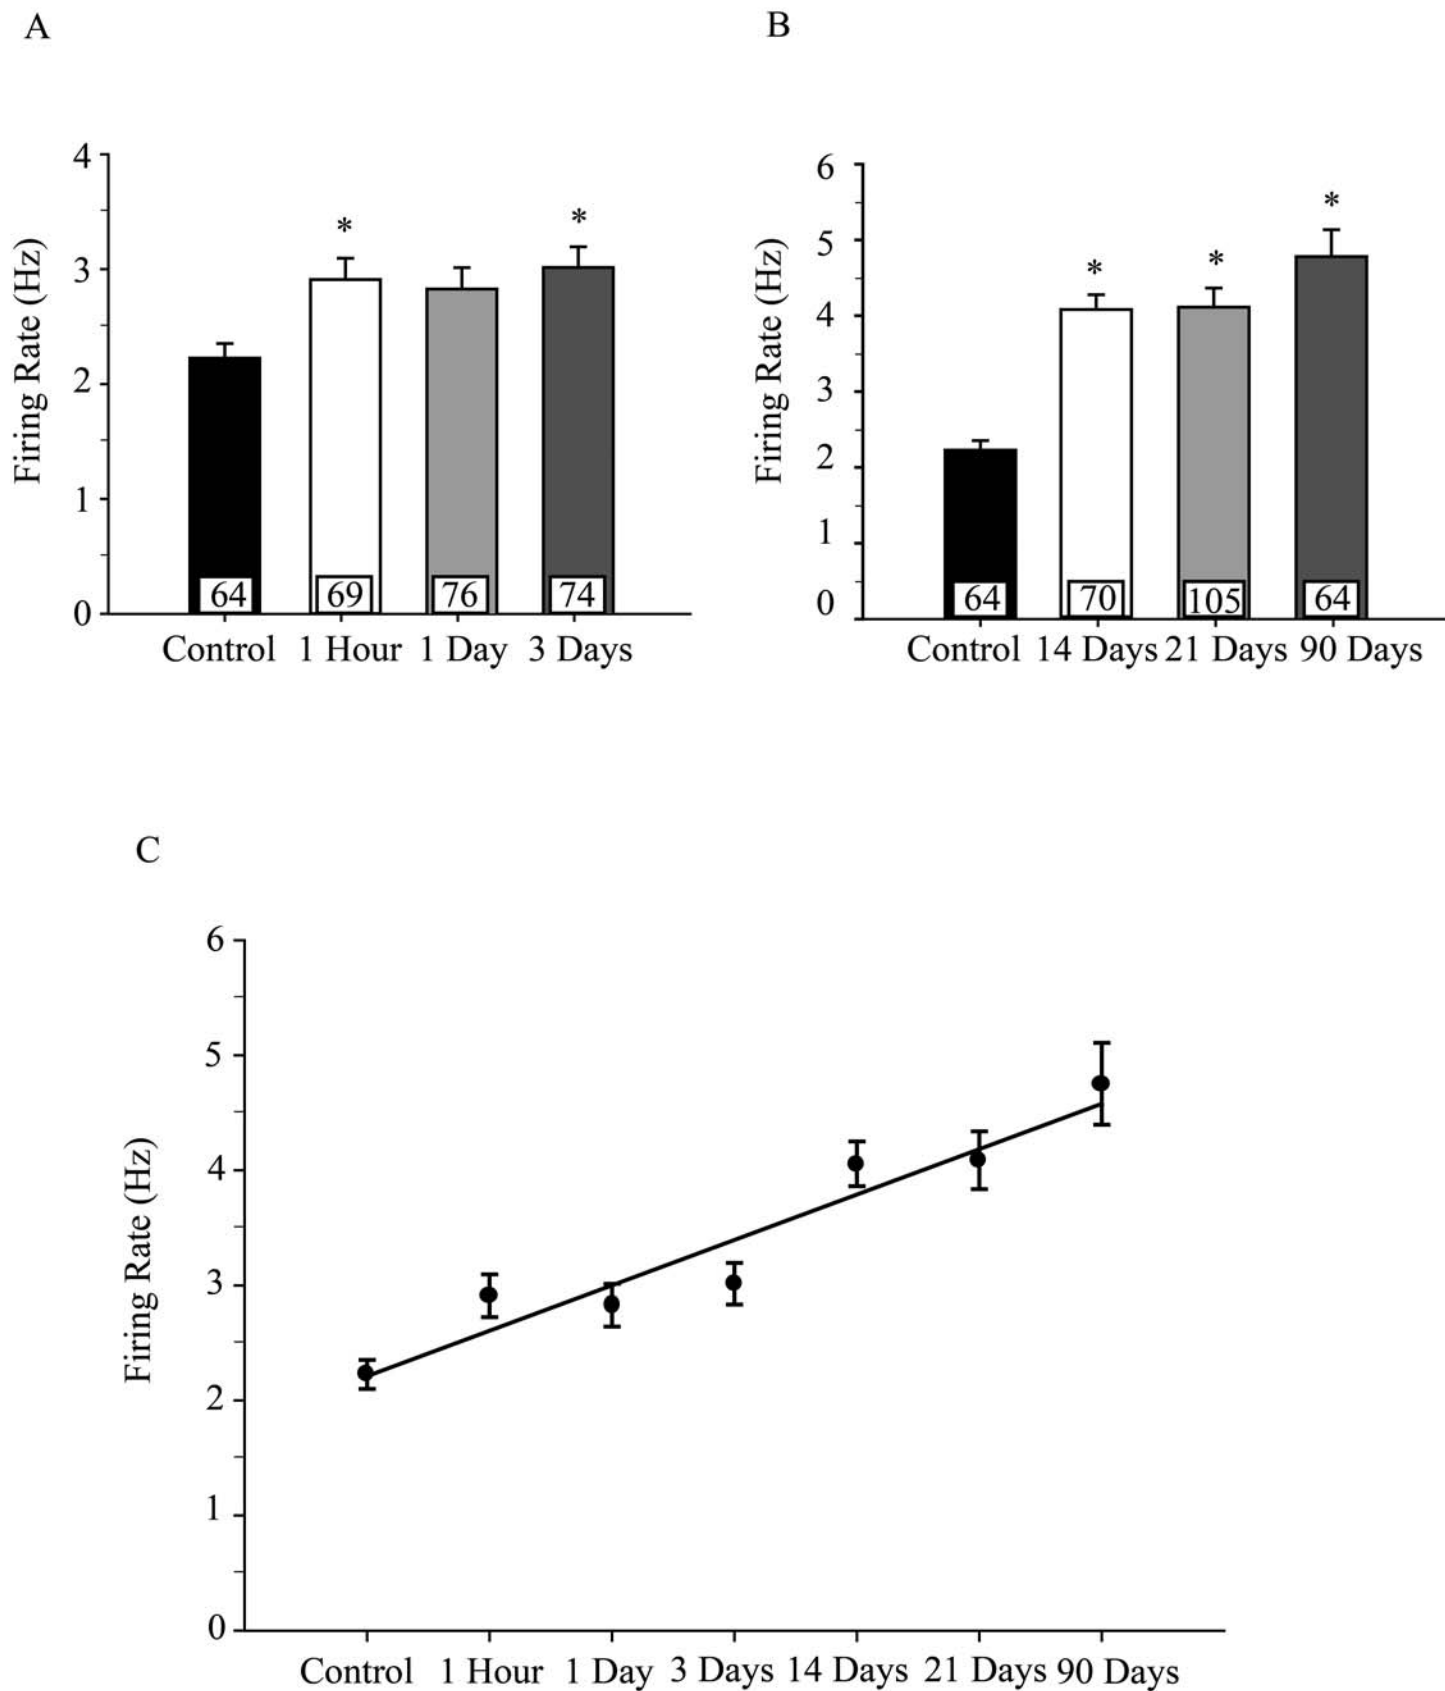 A
B
4
3
2
1
0
Firing Rate (Hz)
* *
64 69 76 74
Control 1 Hour 1 Day 3 Days
6
5
4
3
2
1
0
Firing Rate (Hz)
* * *
64 70 105 64
Control 14 Days 21 Days 90 Days
C
6
5
4
3
2
1
0
Firing Rate (Hz)
Control 1 Hour 1 Day 3 Days 14 Days 21 Days 90 Days